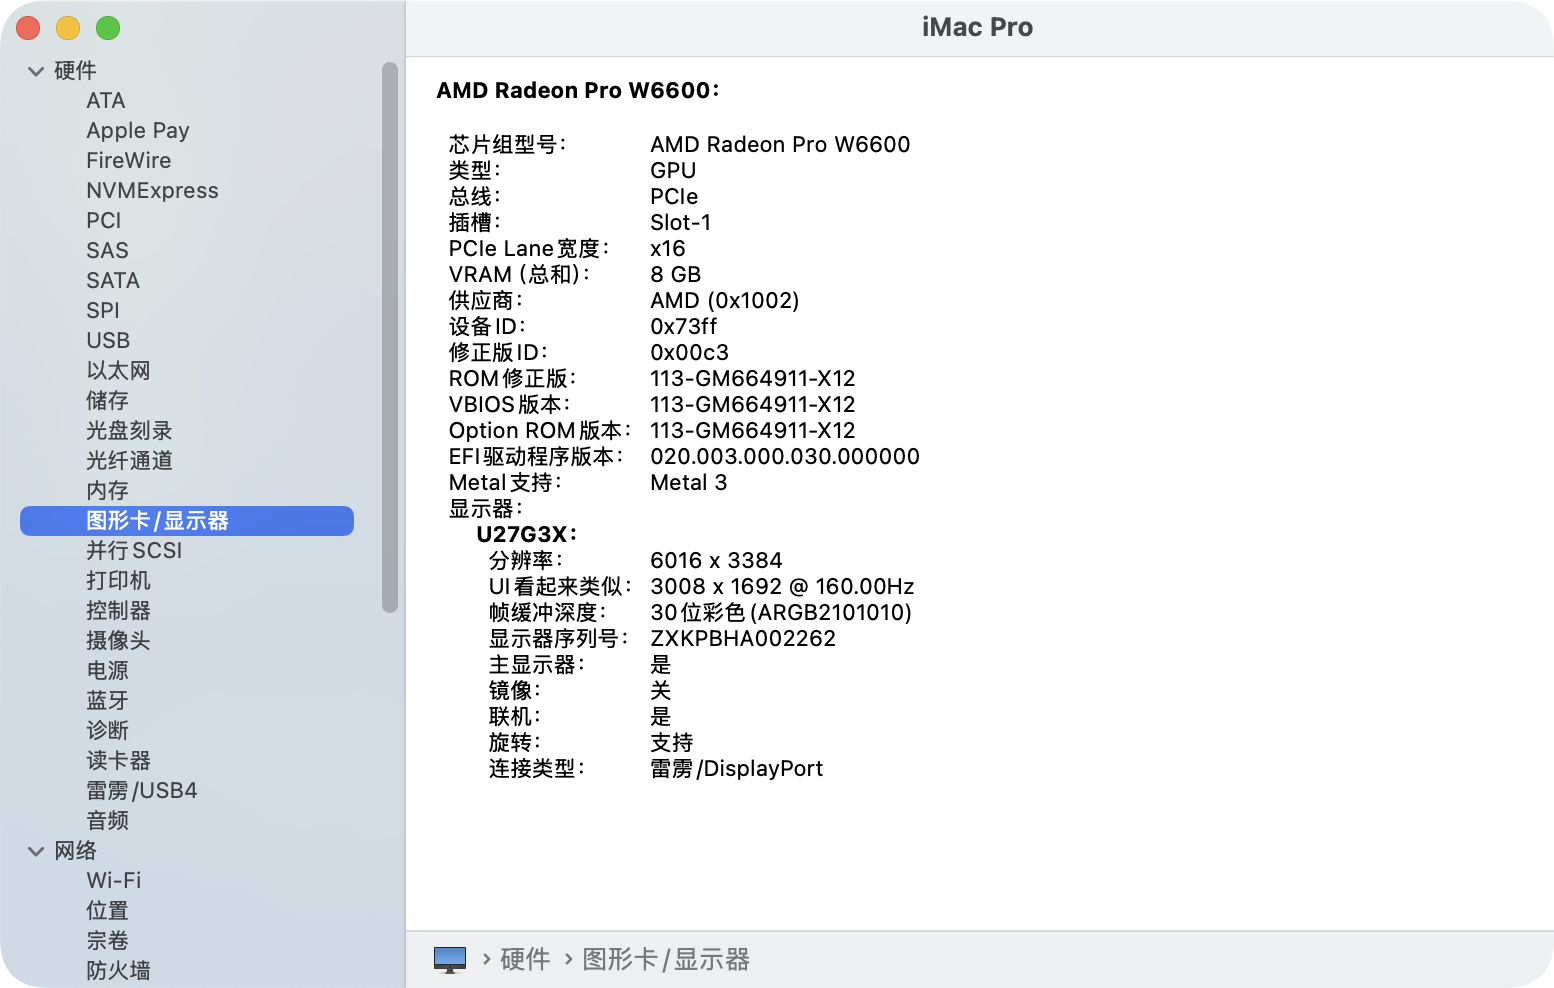 iMac Pro
硬件
ATA
Apple Pay
FireWire
NVMExpress
PCI
SAS
SATA
SPI
USB
以太网
储存
光盘刻录
光纤通道
内存
图形卡/显示器
并行SCSI
打印机
控制器
摄像头
电源
蓝牙
诊断
读卡器
雷雳/USB4
音频
网络
Wi-Fi
位置
宗卷
防火墙
AMD Radeon Pro W6600：
芯片组型号： AMD Radeon Pro W6600
类型： GPU
总线： PCIe
插槽： Slot-1
PCIe Lane宽度： x16
VRAM（总和）： 8 GB
供应商： AMD (0x1002)
设备ID： 0x73ff
修正版ID： 0x00c3
ROM修正版： 113-GM664911-X12
VBIOS版本： 113-GM664911-X12
Option ROM版本： 113-GM664911-X12
EFI驱动程序版本： 020.003.000.030.000000
Metal支持： Metal 3
显示器：
U27G3X：
分辨率： 6016 x 3384
UI看起来类似： 3008 x 1692 @ 160.00Hz
帧缓冲深度： 30位彩色(ARGB2101010)
显示器序列号： ZXKPBHA002262
主显示器： 是
镜像： 关
联机： 是
旋转： 支持
连接类型： 雷雳/DisplayPort
› 硬件 › 图形卡/显示器